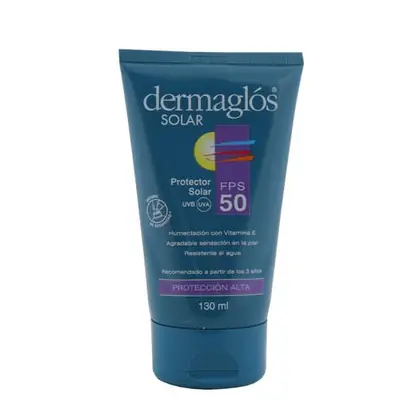 dermaglós®
SOLAR
Protector
Solar
UVB UVA
FPS
50
Humectación con Vitamina E
Agradable sensación en la piel
Resistente al agua
Recomendado a partir de los 3 años
PROTECCIÓN ALTA
130 ml